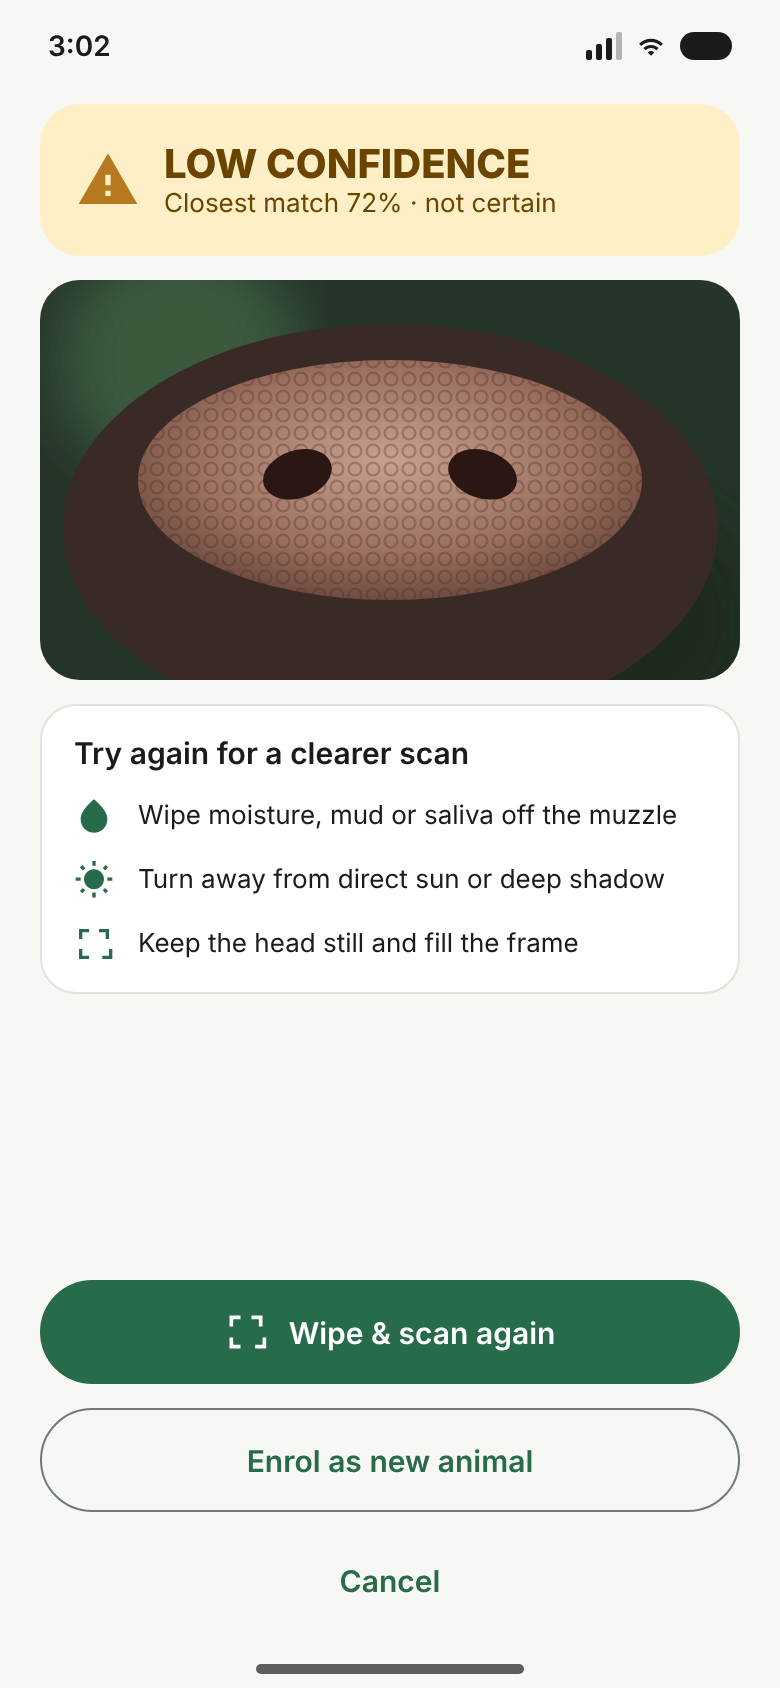 3:02
LOW CONFIDENCE
Closest match 72% · not certain
Try again for a clearer scan
Wipe moisture, mud or saliva off the muzzle
Turn away from direct sun or deep shadow
Keep the head still and fill the frame
Wipe & scan again
Enrol as new animal
Cancel